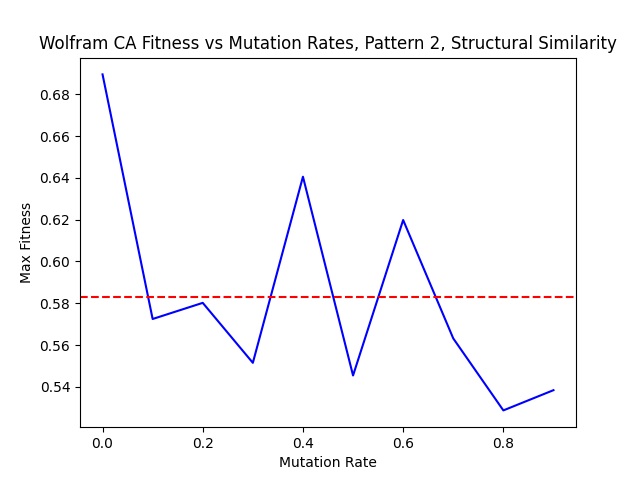 Wolfram CA Fitness vs Mutation Rates, Pattern 2, Structural Similarity
Max Fitness
0.68
0.66
0.64
0.62
0.60
0.58
0.56
0.54
0.0 0.2 0.4 0.6 0.8
Mutation Rate